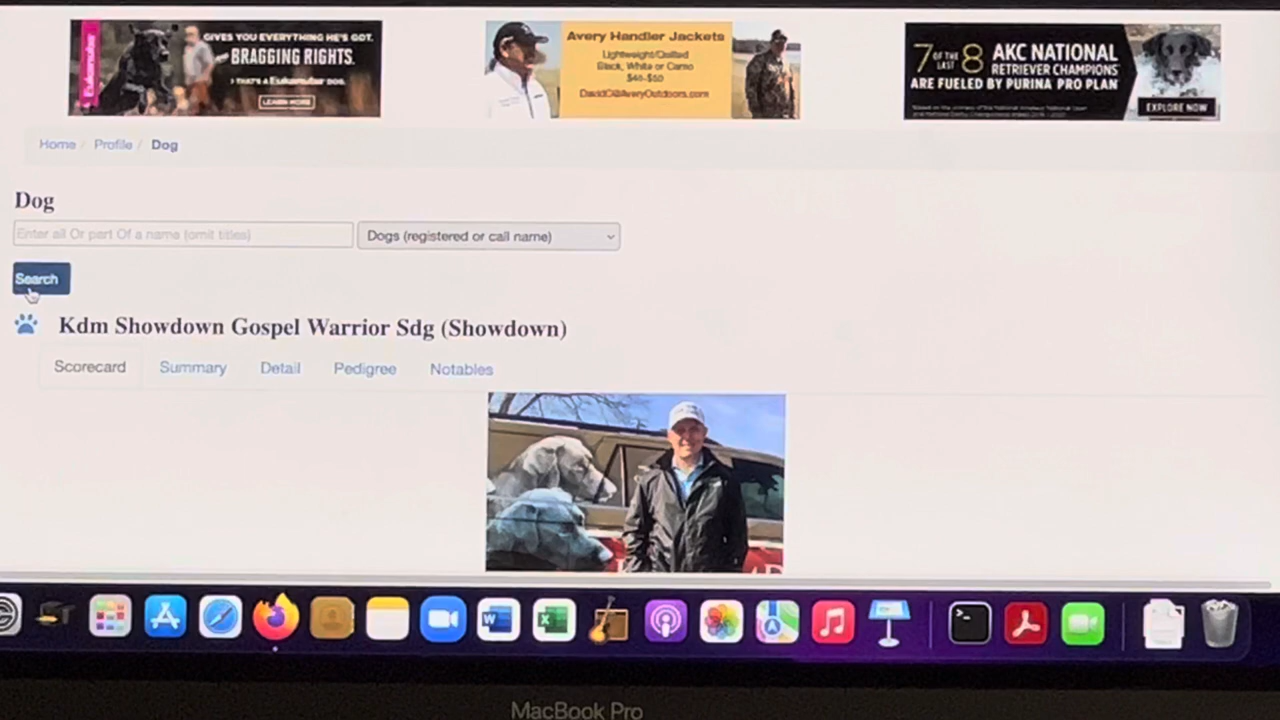 Eukanuba
GIVES YOU EVERYTHING HE'S GOT.
BRAGGING RIGHTS.
> THAT'S A Eukanuba DOG.
LEARN MORE
Avery Handler Jackets
Lightweight/Quilted
Black, White or Camo
$40-$50
DavidC@AveryOutdoors.com
7 OF THE LAST 8 AKC NATIONAL
RETRIEVER CHAMPIONS
ARE FUELED BY PURINA PRO PLAN
EXPLORE NOW
Home / Profile / Dog
Dog
Enter all Or part Of a name (omit titles)
Dogs (registered or call name)
Search
Kdm Showdown Gospel Warrior Sdg (Showdown)
Scorecard Summary Detail Pedigree Notables
MacBook Pro